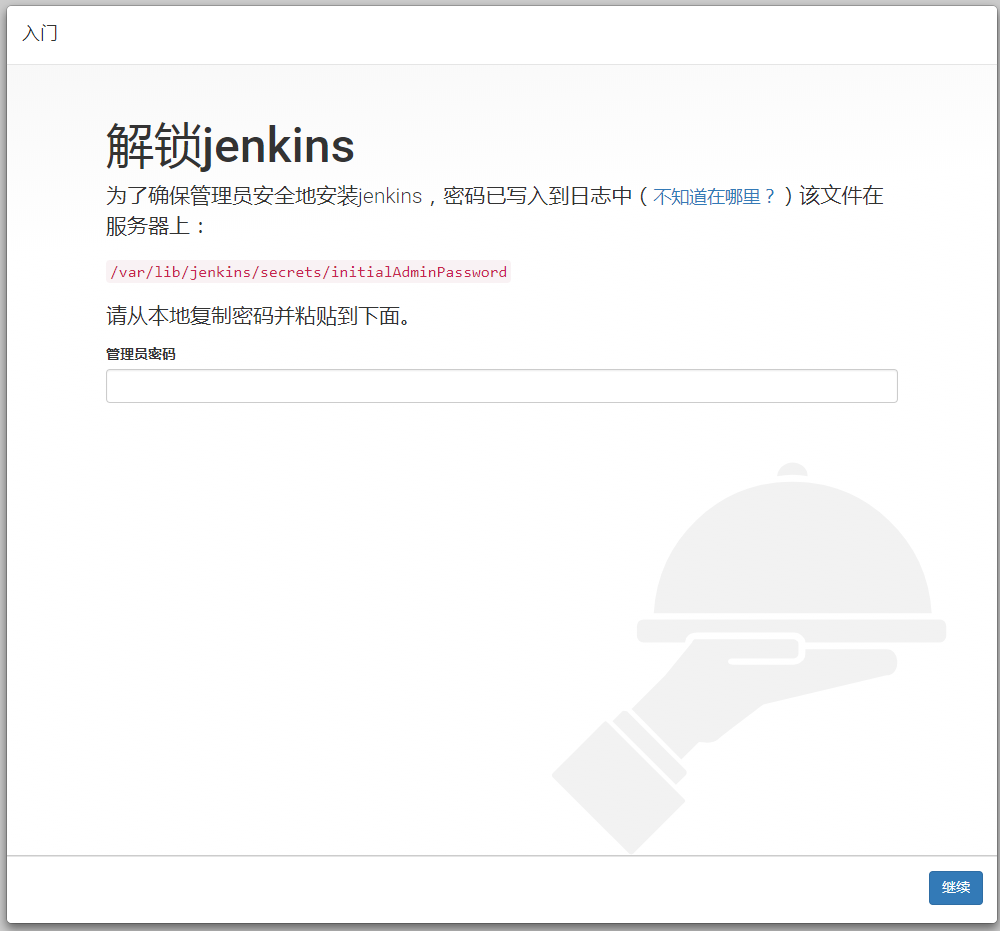 入门
解锁jenkins
为了确保管理员安全地安装jenkins，密码已写入到日志中（不知道在哪里？）该文件在
服务器上：
/var/lib/jenkins/secrets/initialAdminPassword
请从本地复制密码并粘贴到下面。
管理员密码
继续